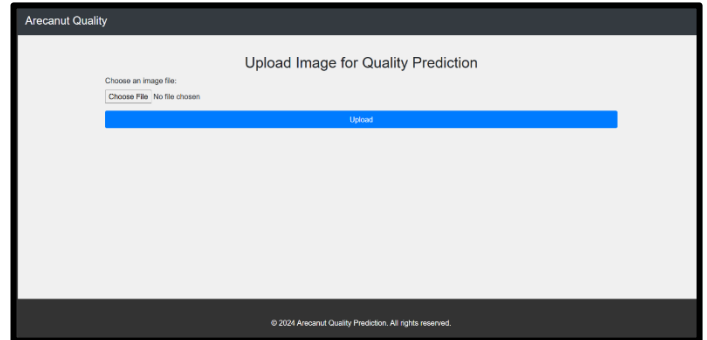 Arecanut Quality
Upload Image for Quality Prediction
Choose an image file:
Choose File No file chosen
Upload
© 2024 Arecanut Quality Prediction. All rights reserved.